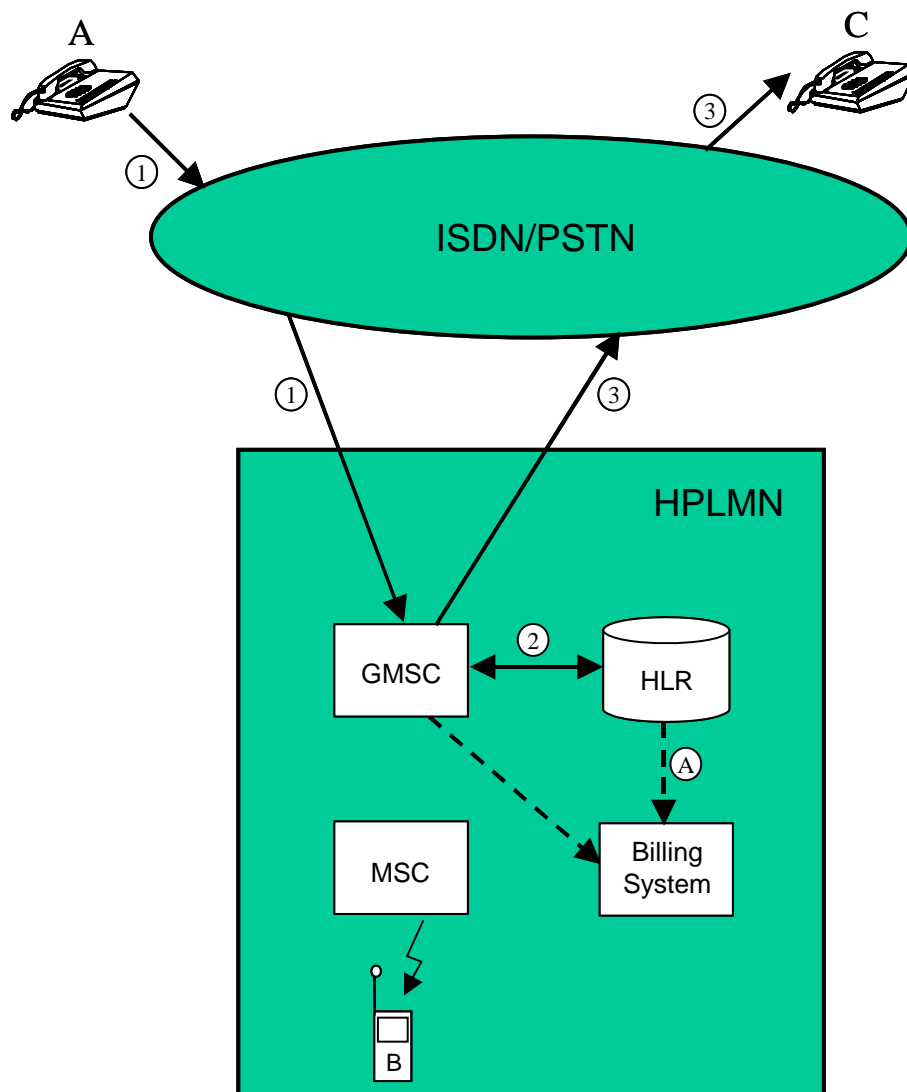 A
C
1
3
ISDN/PSTN
1
3
HPLMN
GMSC
2
HLR
A
MSC
Billing
System
B